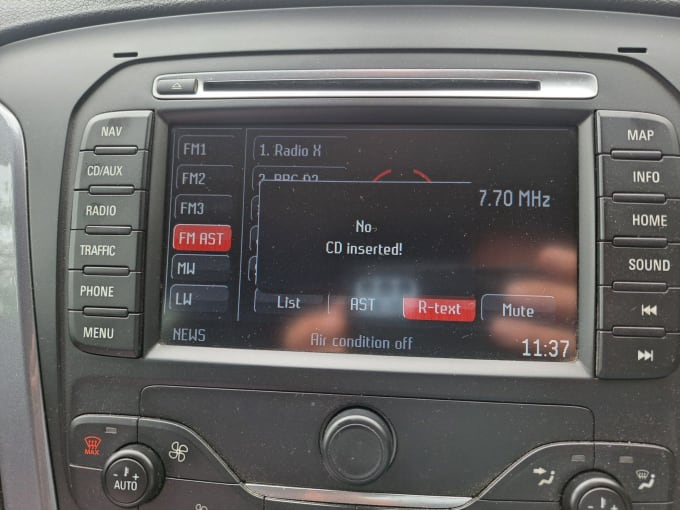 NAV
CD/AUX
RADIO
TRAFFIC
PHONE
MENU
FM1
FM2
FM3
FM AST
MW
LW
1. Radio X
7.70 MHz
No
CD inserted!
List
AST
R-text
Mute
NEWS
Air condition off
11:37
MAP
INFO
HOME
SOUND
MAX
AUTO